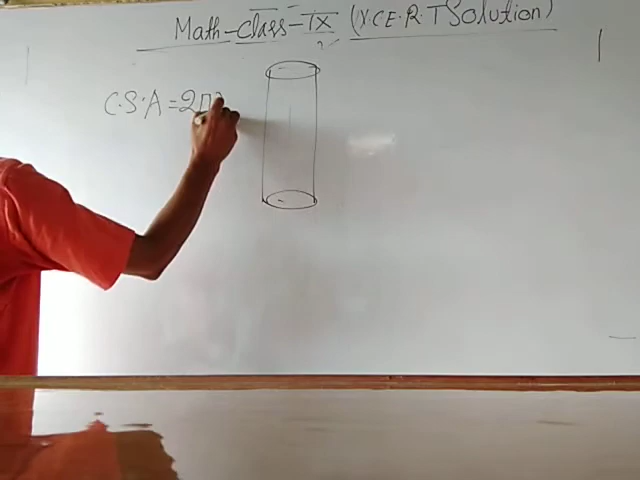 Math-Class-IX (N.C.E.R.T Solution)
C.S.A = 2π